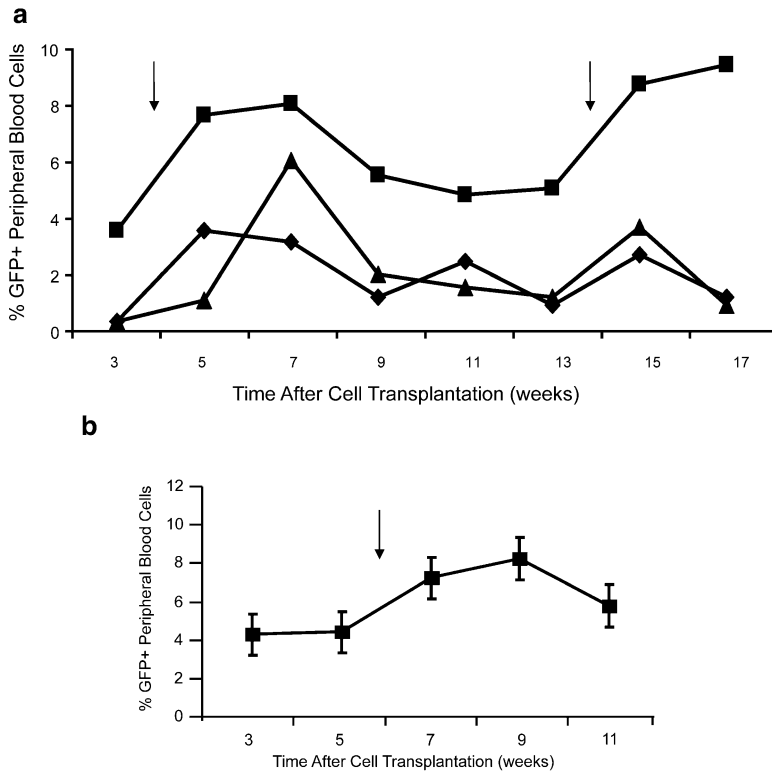 a
% GFP+ Peripheral Blood Cells
10
8
6
4
2
0
3 5 7 9 11 13 15 17
Time After Cell Transplantation (weeks)
b
% GFP+ Peripheral Blood Cells
12
10
8
6
4
2
0
3 5 7 9 11
Time After Cell Transplantation (weeks)